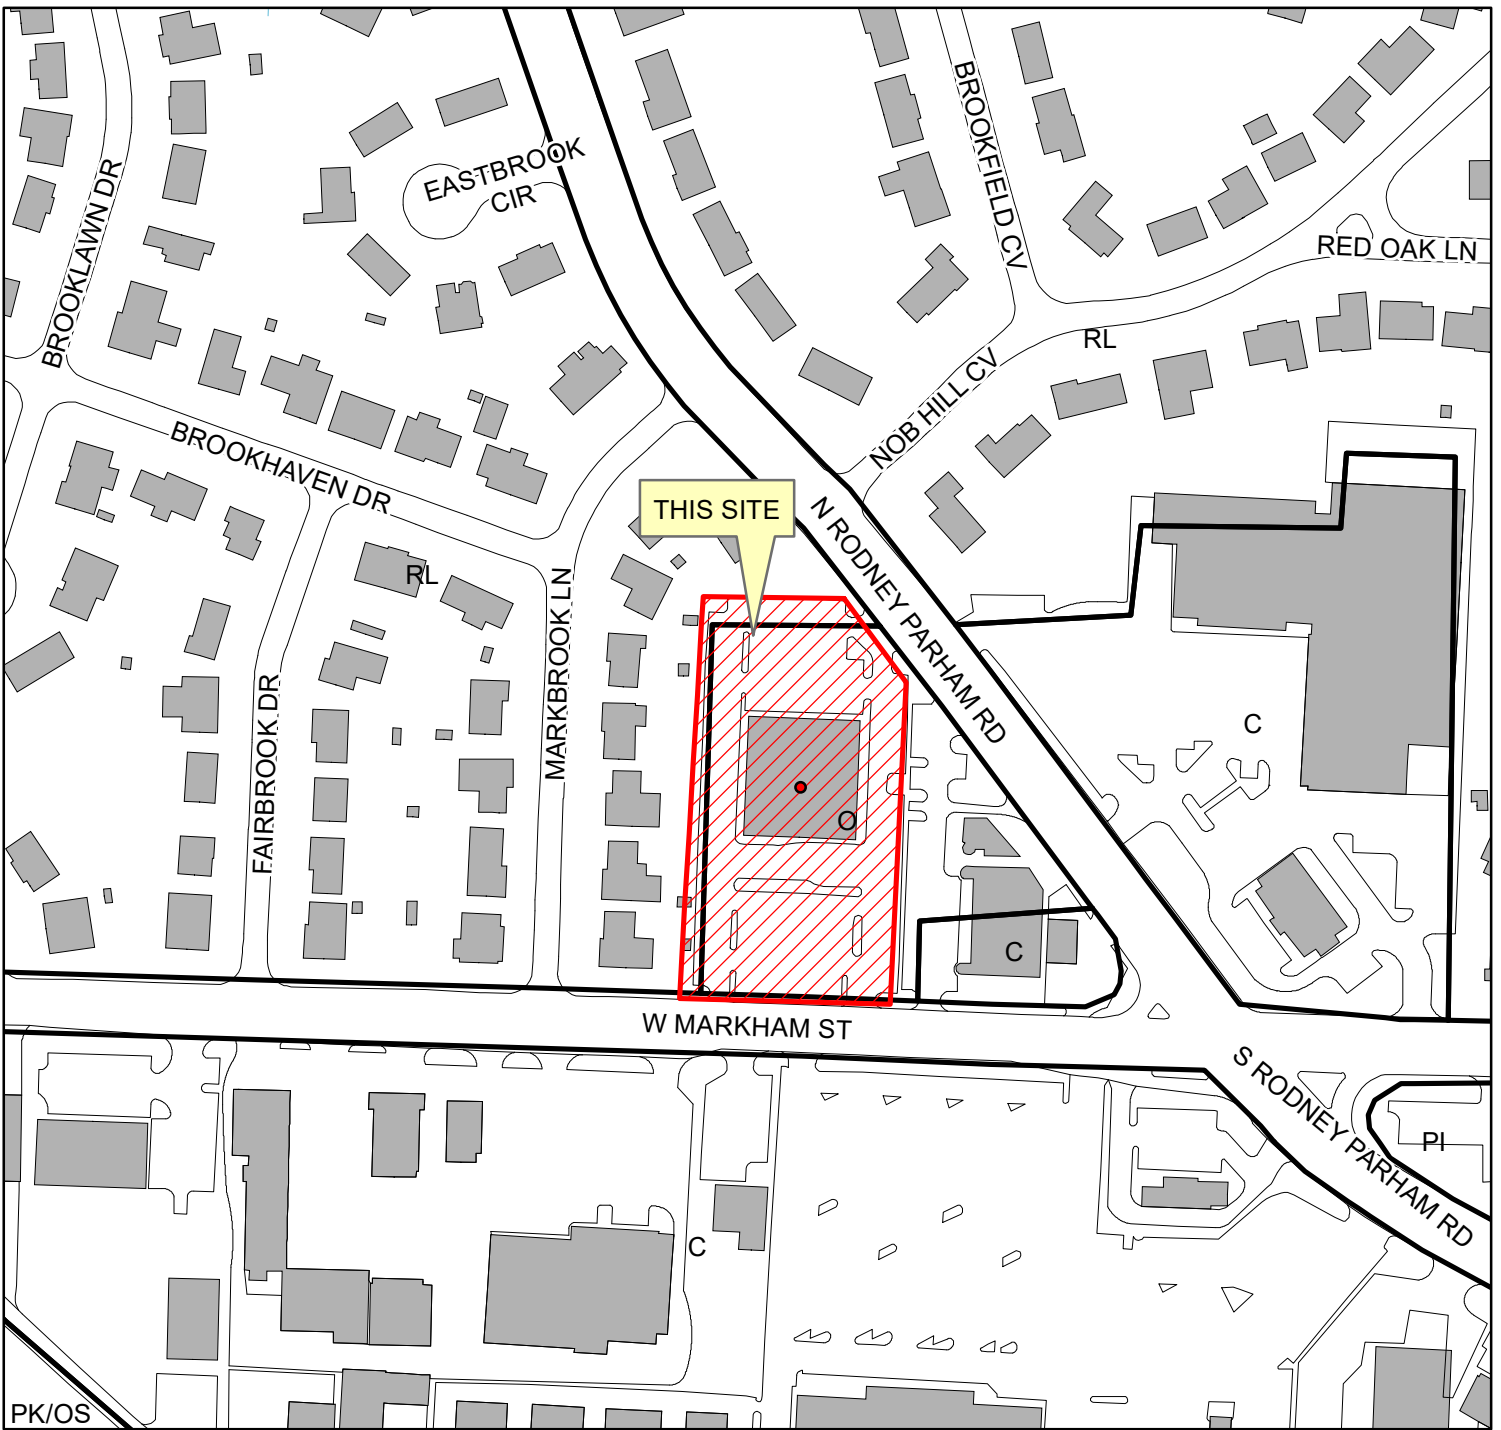 BROOKLAWN DR
EASTBROOK
CIR
BROOKFIELD CV
RED OAK LN
RL
NOB HILL CV
BROOKHAVEN DR
THIS SITE
N RODNEY PARHAM RD
RL
MARKBROOK LN
FAIRBROOK DR
C
O
C
W MARKHAM ST
S RODNEY PARHAM RD
PI
C
PK/OS